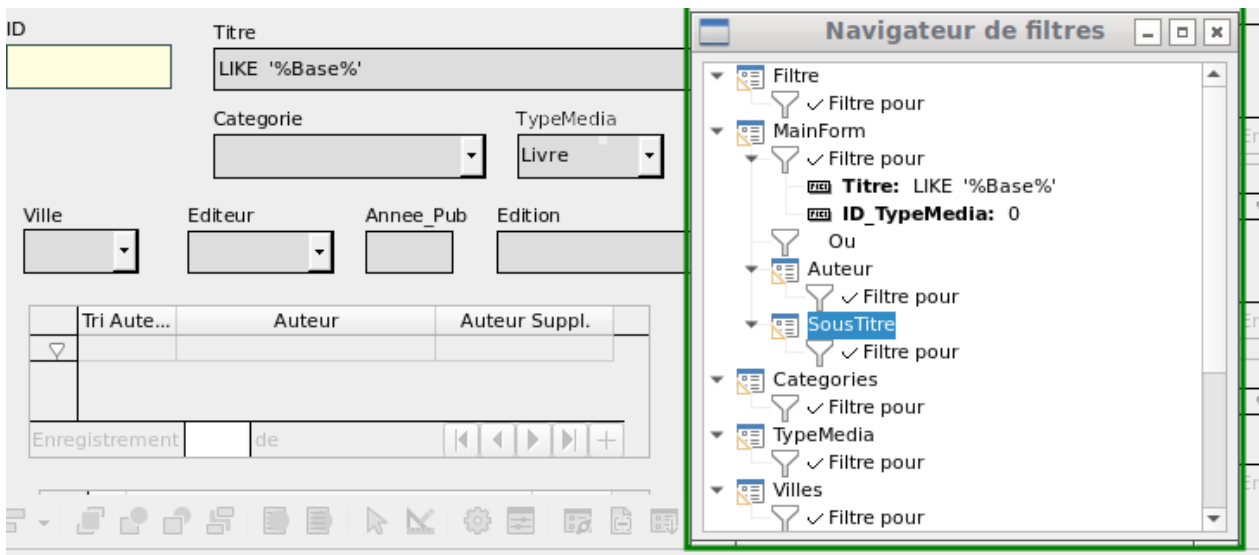 ID
Titre
LIKE '%Base%'
Categorie
TypeMedia
Livre
Ville
Editeur
Annee_Pub
Edition
Tri Aute...
Auteur
Auteur Suppl.
Enregistrement
de
Navigateur de filtres
Filtre
Filtre pour
MainForm
Filtre pour
Titre: LIKE '%Base%'
ID_TypeMedia: 0
Ou
Auteur
Filtre pour
SousTitre
Filtre pour
Categories
Filtre pour
TypeMedia
Filtre pour
Villes
Filtre pour